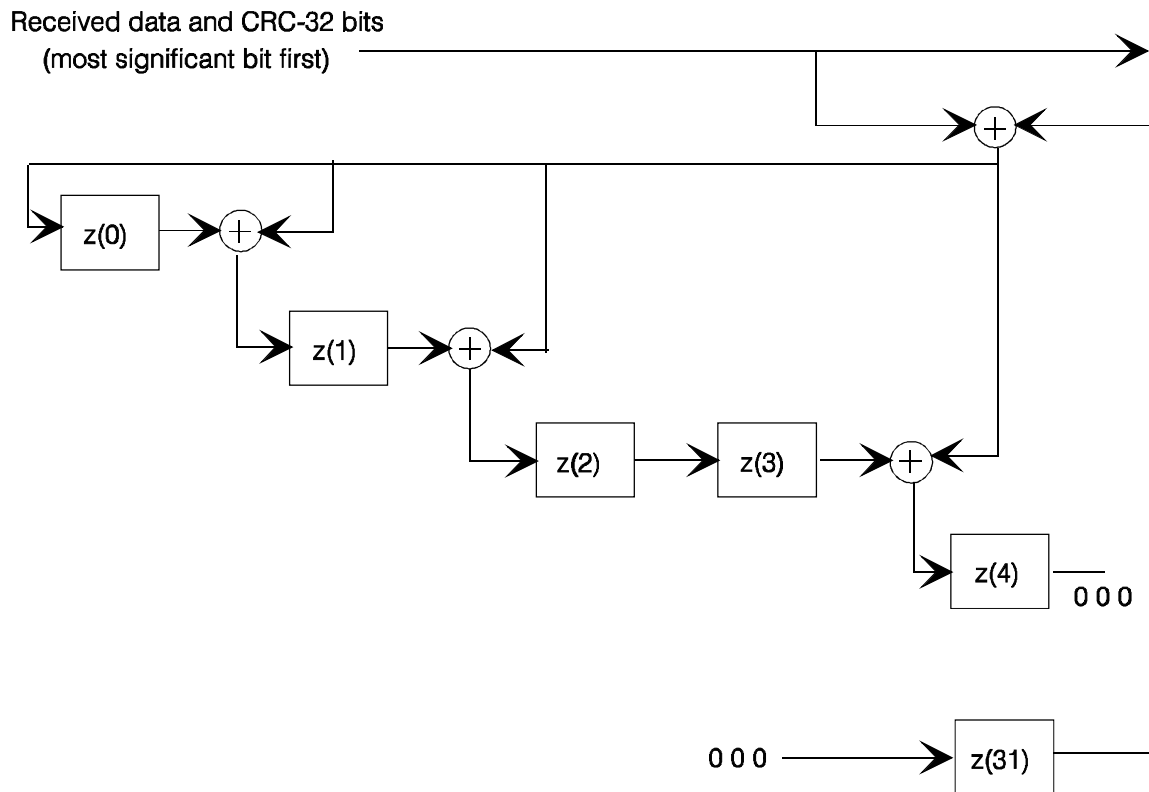 Received data and CRC-32 bits
(most significant bit first)
+
z(0)
+
z(1)
+
z(2)
z(3)
+
z(4)
0 0 0
0 0 0
z(31)